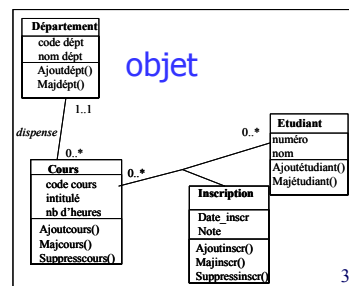 Département
code dépt
nom dépt
Ajoutdépt()
Majdépt()
objet
1..1
dispense
0..*
Cours
code cours
intitulé
nb d'heures
Ajoutcours()
Majcours()
Suppresscours()
0..*
0..*
Etudiant
numéro
nom
Ajoutétudiant()
Majétudiant()
Inscription
Date_inscr
Note
Ajoutinscr()
Majinscr()
Suppressinscr()
3